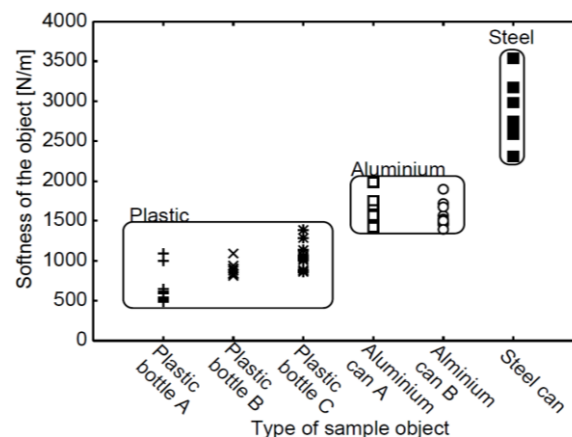 Softness of the object [N/m]
4000
3500
3000
2500
2000
1500
1000
500
0
Steel
Aluminium
Plastic
Plastic
bottle A
Plastic
bottle B
Plastic
bottle C
Aluminium
can A
Alminium
can B
Steel can
Type of sample object